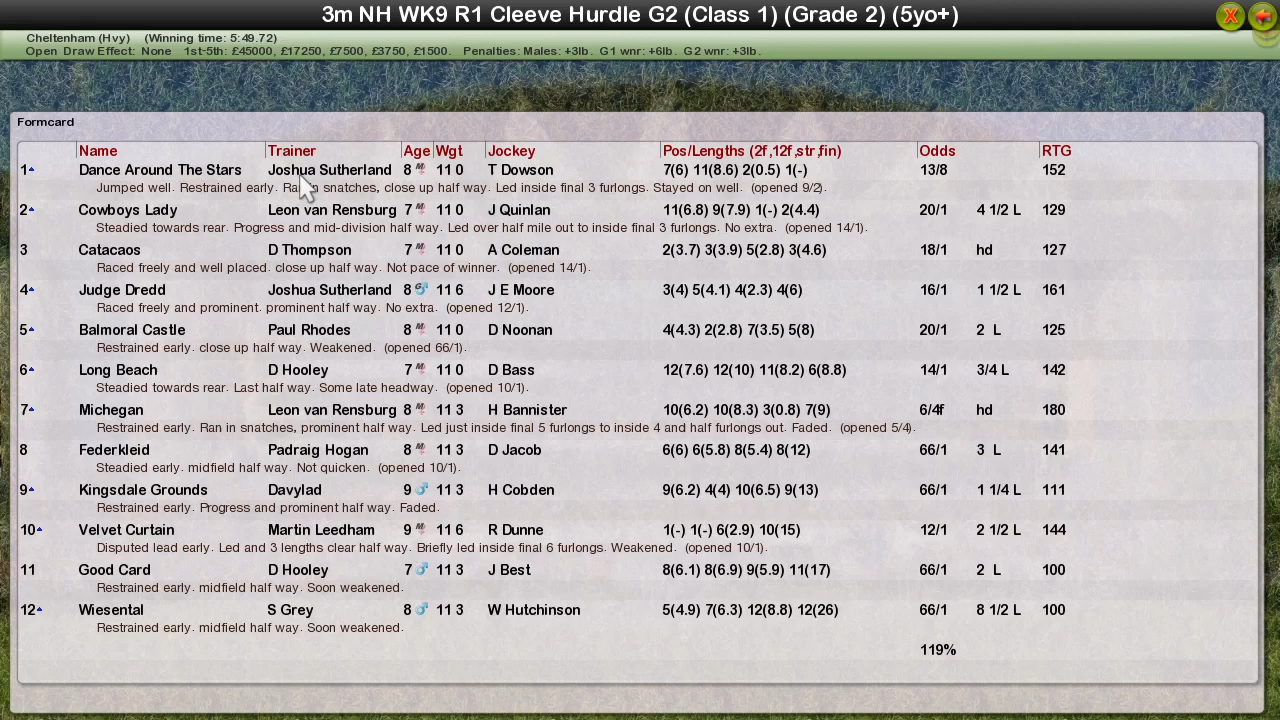 3m NH WK9 R1 Cleeve Hurdle G2 (Class 1) (Grade 2) (5yo+)
X
Cheltenham (Hvy) (Winning time: 5:49.72)
Open Draw Effect: None 1st-5th: £45000, £17250, £7500, £3750, £1500. Penalties: Males: +3lb. G1 wnr: +6lb. G2 wnr: +3lb.
Formcard
Name Trainer Age Wgt Jockey Pos/Lengths (2f,12f,str,fin) Odds RTG
1 Dance Around The Stars Joshua Sutherland 8 11 0 T Dowson 7(6) 11(8.6) 2(0.5) 1(-) 13/8 152
Jumped well. Restrained early. Ran in snatches, close up half way. Led inside final 3 furlongs. Stayed on well. (opened 9/2).
2 Cowboys Lady Leon van Rensburg 7 11 0 J Quinlan 11(6.8) 9(7.9) 1(-) 2(4.4) 20/1 4 1/2 L 129
Steadied towards rear. Progress and mid-division half way. Led over half mile out to inside final 3 furlongs. No extra. (opened 14/1).
3 Catacaos D Thompson 7 11 0 A Coleman 2(3.7) 3(3.9) 5(2.8) 3(4.6) 18/1 hd 127
Raced freely and well placed. close up half way. Not pace of winner. (opened 14/1).
4 Judge Dredd Joshua Sutherland 8 11 6 J E Moore 3(4) 5(4.1) 4(2.3) 4(6) 16/1 1 1/2 L 161
Raced freely and prominent. prominent half way. No extra. (opened 12/1).
5 Balmoral Castle Paul Rhodes 8 11 0 D Noonan 4(4.3) 2(2.8) 7(3.5) 5(8) 20/1 2 L 125
Restrained early. close up half way. Weakened. (opened 66/1).
6 Long Beach D Hooley 7 11 0 D Bass 12(7.6) 12(10) 11(8.2) 6(8.8) 14/1 3/4 L 142
Steadied towards rear. Last half way. Some late headway. (opened 10/1).
7 Michegan Leon van Rensburg 8 11 3 H Bannister 10(6.2) 10(8.3) 3(0.8) 7(9) 6/4f hd 180
Restrained early. Ran in snatches, prominent half way. Led just inside final 5 furlongs to inside 4 and half furlongs out. Faded. (opened 5/4).
8 Federkleid Padraig Hogan 8 11 3 D Jacob 6(6) 6(5.8) 8(5.4) 8(12) 66/1 3 L 141
Steadied early. midfield half way. Not quicken. (opened 10/1).
9 Kingsdale Grounds Davylad 9 11 3 H Cobden 9(6.2) 4(4) 10(6.5) 9(13) 66/1 1 1/4 L 111
Restrained early. Progress and prominent half way. Faded.
10 Velvet Curtain Martin Leedham 9 11 6 R Dunne 1(-) 1(-) 6(2.9) 10(15) 12/1 2 1/2 L 144
Disputed lead early. Led and 3 lengths clear half way. Briefly led inside final 6 furlongs. Weakened. (opened 10/1).
11 Good Card D Hooley 7 11 3 J Best 8(6.1) 8(6.9) 9(5.9) 11(17) 66/1 2 L 100
Restrained early. midfield half way. Soon weakened.
12 Wiesental S Grey 8 11 3 W Hutchinson 5(4.9) 7(6.3) 12(8.8) 12(26) 66/1 8 1/2 L 100
Restrained early. midfield half way. Soon weakened.
119%